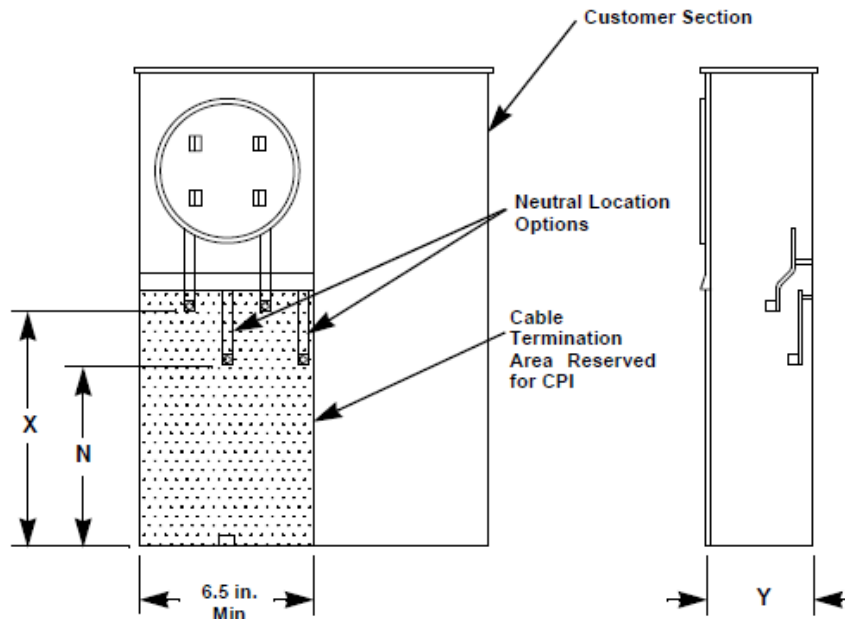 Customer Section
Neutral Location
Options
Cable
Termination
Area Reserved
for CPI
X
N
6.5 in.
Min
Y